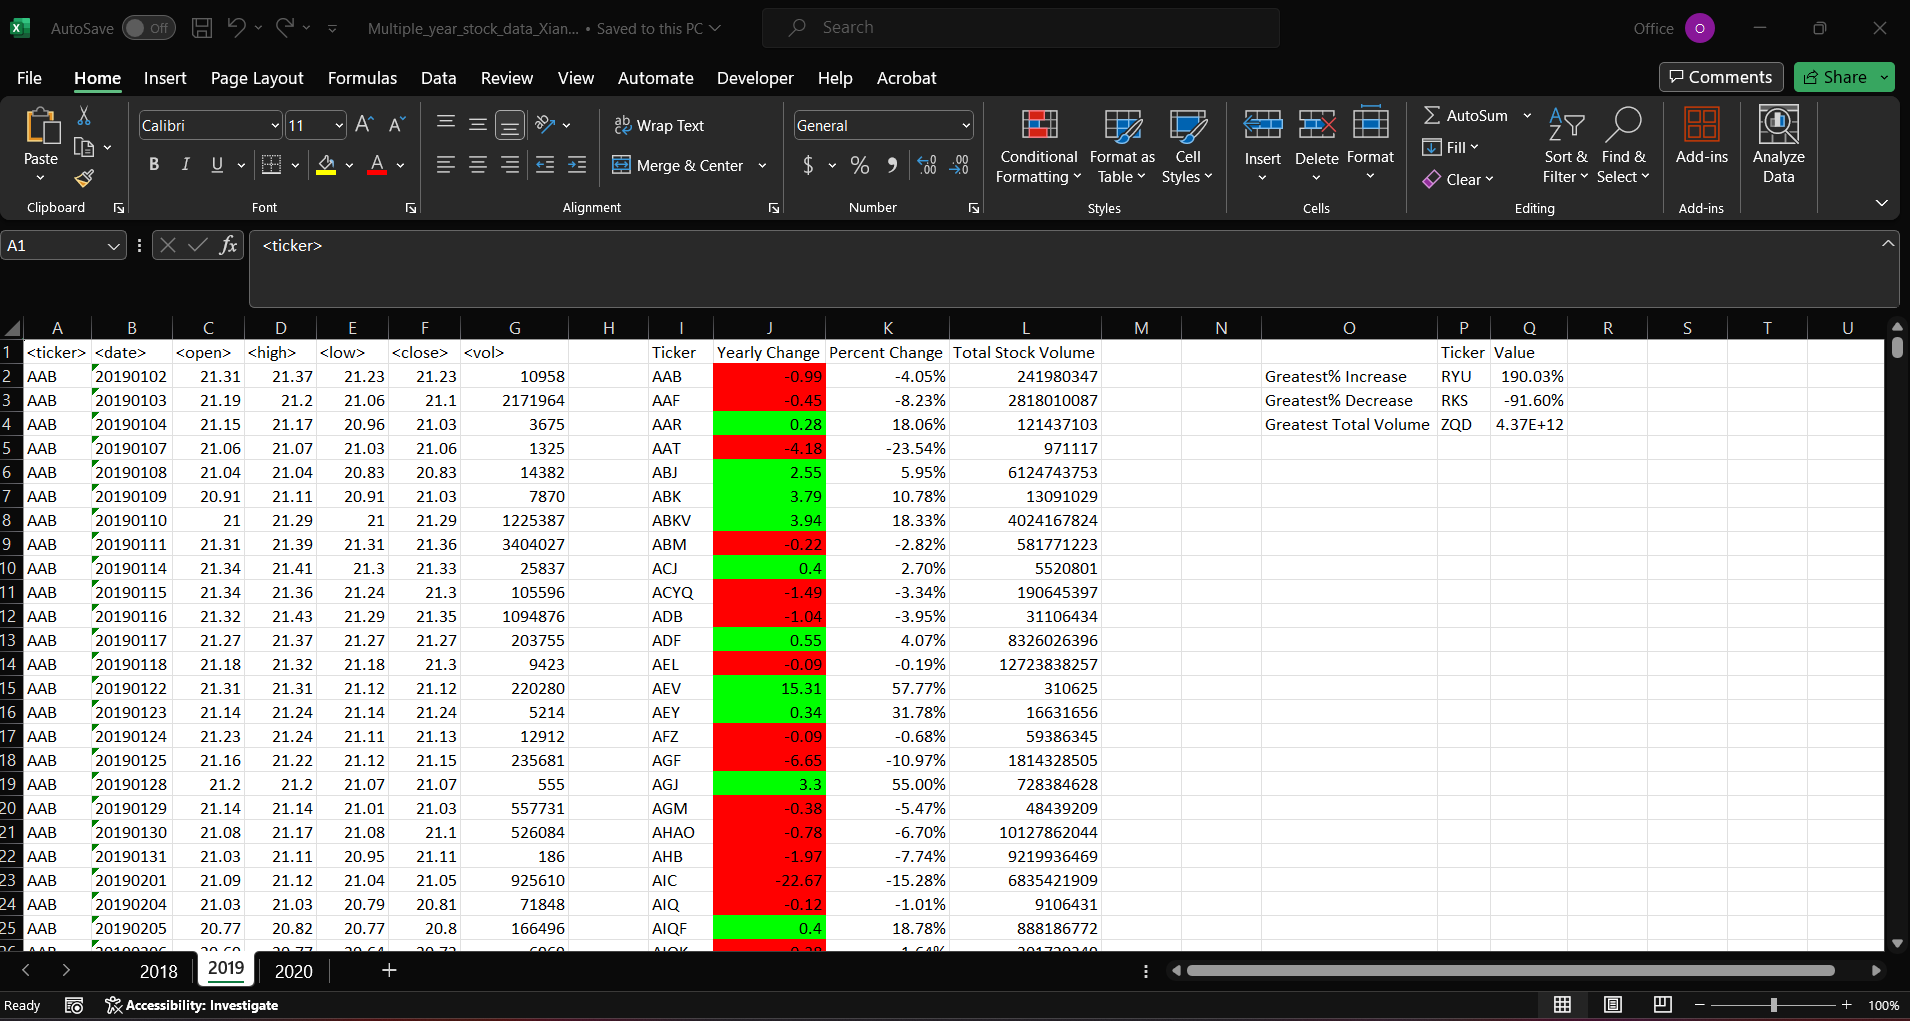 AutoSave Off Multiple_year_stock_data_Xian... • Saved to this PC Search Office O
File Home Insert Page Layout Formulas Data Review View Automate Developer Help Acrobat Comments Share
Paste Calibri 11 A A B I U A ab Wrap Text Merge & Center General $ % 9 .00 .00 Conditional Formatting Format as Table Cell Styles Insert Delete Format AutoSum Fill Clear Sort & Filter Find & Select Add-ins Analyze Data
Clipboard Font Alignment Number Styles Cells Editing Add-ins
A1 fx <ticker>
A B C D E F G H I J K L M N O P Q R S T U
1 <ticker> <date> <open> <high> <low> <close> <vol> Ticker Yearly Change Percent Change Total Stock Volume Ticker Value
2 AAB 20190102 21.31 21.37 21.23 21.23 10958 AAB -0.99 -4.05% 241980347 Greatest% Increase RYU 190.03%
3 AAB 20190103 21.19 21.2 21.06 21.1 2171964 AAF -0.45 -8.23% 2818010087 Greatest% Decrease RKS -91.60%
4 AAB 20190104 21.15 21.17 20.96 21.03 3675 AAR 0.28 18.06% 121437103 Greatest Total Volume ZQD 4.37E+12
5 AAB 20190107 21.06 21.07 21.03 21.06 1325 AAT -4.18 -23.54% 971117
6 AAB 20190108 21.04 21.04 20.83 20.83 14382 ABJ 2.55 5.95% 6124743753
7 AAB 20190109 20.91 21.11 20.91 21.03 7870 ABK 3.79 10.78% 13091029
8 AAB 20190110 21 21.29 21 21.29 1225387 ABKV 3.94 18.33% 4024167824
9 AAB 20190111 21.31 21.39 21.31 21.36 3404027 ABM -0.22 -2.82% 581771223
10 AAB 20190114 21.34 21.41 21.3 21.33 25837 ACJ 0.4 2.70% 5520801
11 AAB 20190115 21.34 21.36 21.24 21.3 105596 ACYQ -1.49 -3.34% 190645397
12 AAB 20190116 21.32 21.43 21.29 21.35 1094876 ADB -1.04 -3.95% 31106434
13 AAB 20190117 21.27 21.37 21.27 21.27 203755 ADF 0.55 4.07% 8326026396
14 AAB 20190118 21.18 21.32 21.18 21.3 9423 AEL -0.09 -0.19% 12723838257
15 AAB 20190122 21.31 21.31 21.12 21.12 220280 AEV 15.31 57.77% 310625
16 AAB 20190123 21.14 21.24 21.14 21.24 5214 AEY 0.34 31.78% 16631656
17 AAB 20190124 21.23 21.24 21.11 21.13 12912 AFZ -0.09 -0.68% 59386345
18 AAB 20190125 21.16 21.22 21.12 21.15 235681 AGF -6.65 -10.97% 1814328505
19 AAB 20190128 21.2 21.2 21.07 21.07 555 AGJ 3.3 55.00% 728384628
20 AAB 20190129 21.14 21.14 21.01 21.03 557731 AGM -0.38 -5.47% 48439209
21 AAB 20190130 21.08 21.17 21.08 21.1 526084 AHAO -0.78 -6.70% 10127862044
22 AAB 20190131 21.03 21.11 20.95 21.11 186 AHB -1.97 -7.74% 9219936469
23 AAB 20190201 21.09 21.12 21.04 21.05 925610 AIC -22.67 -15.28% 6835421909
24 AAB 20190204 21.03 21.03 20.79 20.81 71848 AIQ -0.12 -1.01% 9106431
25 AAB 20190205 20.77 20.82 20.77 20.8 166496 AIQF 0.4 18.78% 888186772
2018 2019 2020 +
Ready Accessibility: Investigate 100%